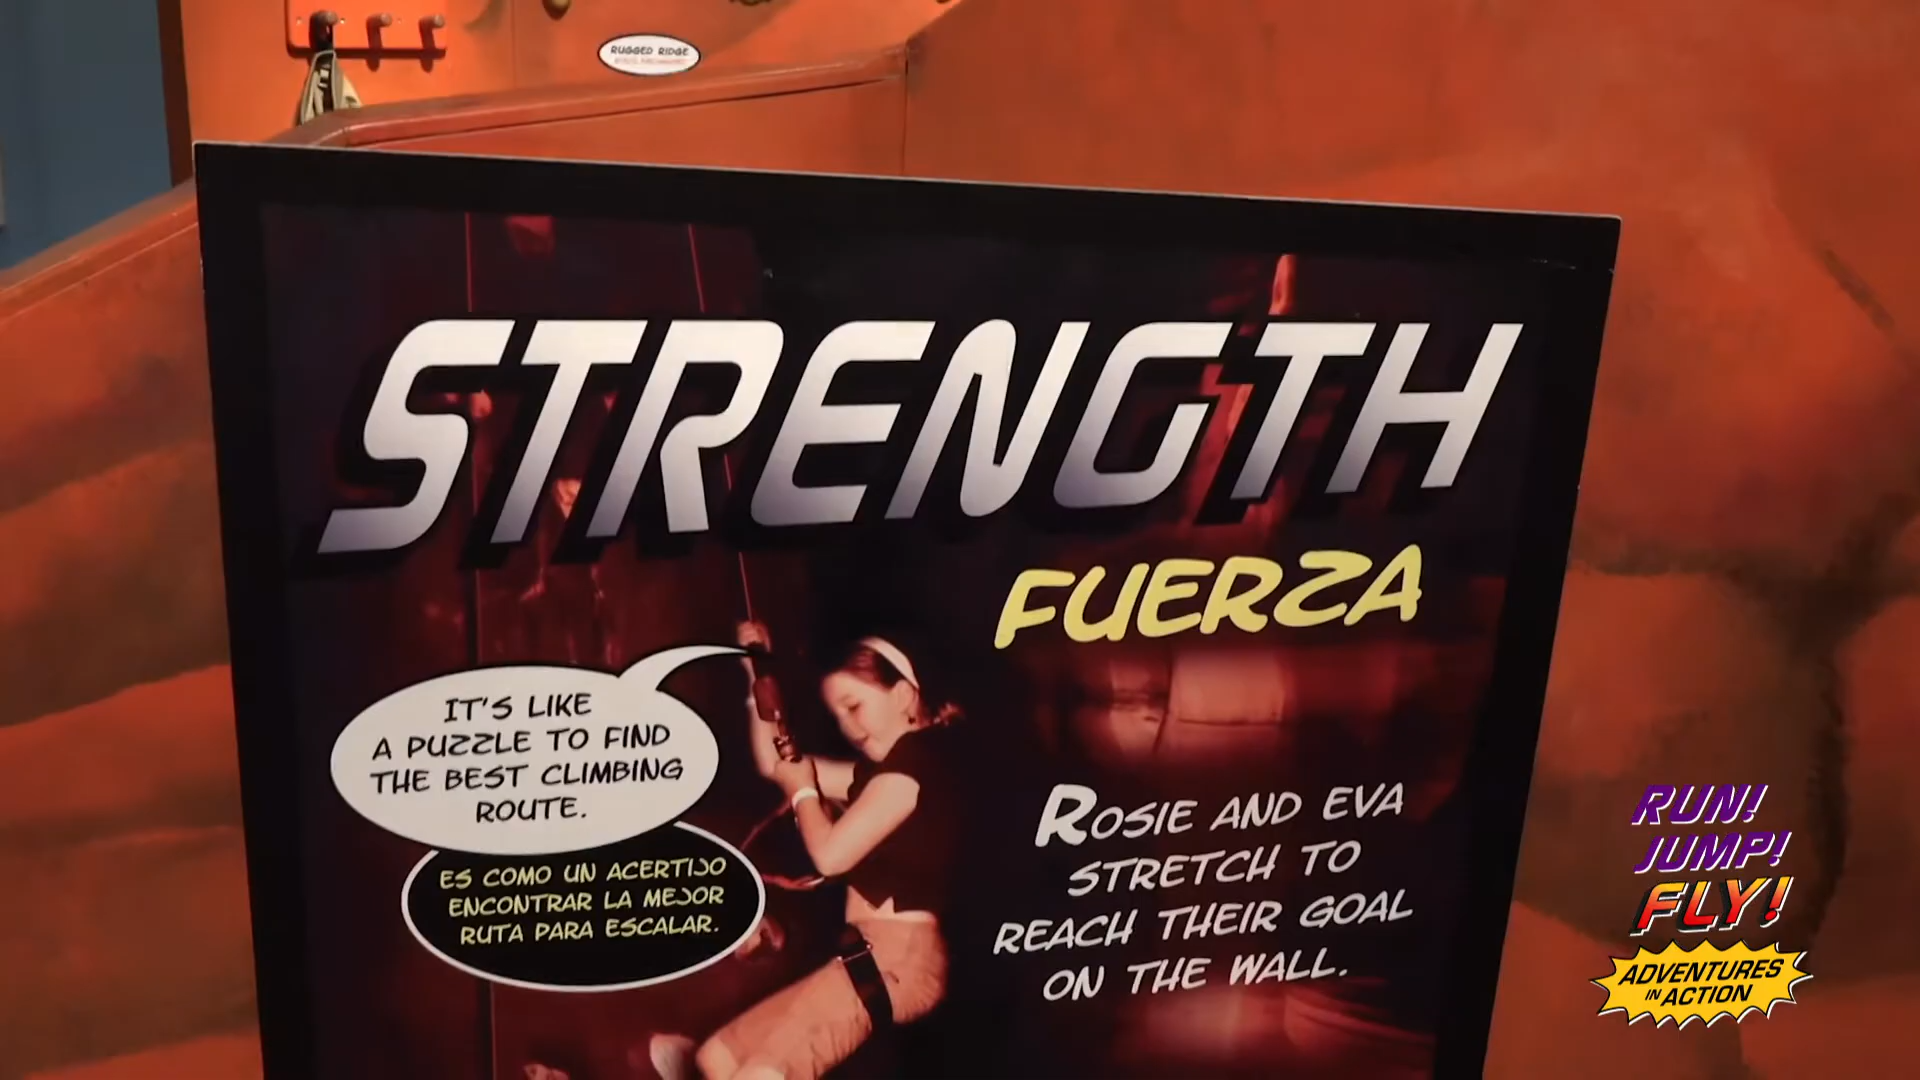 RUGGED RIDGE
STRENGTH
FUERZA
IT'S LIKE
A PUZZLE TO FIND
THE BEST CLIMBING
ROUTE.
ES COMO UN ACERTIJO
ENCONTRAR LA MEJOR
RUTA PARA ESCALAR.
ROSIE AND EVA
STRETCH TO
REACH THEIR GOAL
ON THE WALL.
RUN!
JUMP!
FLY!
ADVENTURES
IN ACTION